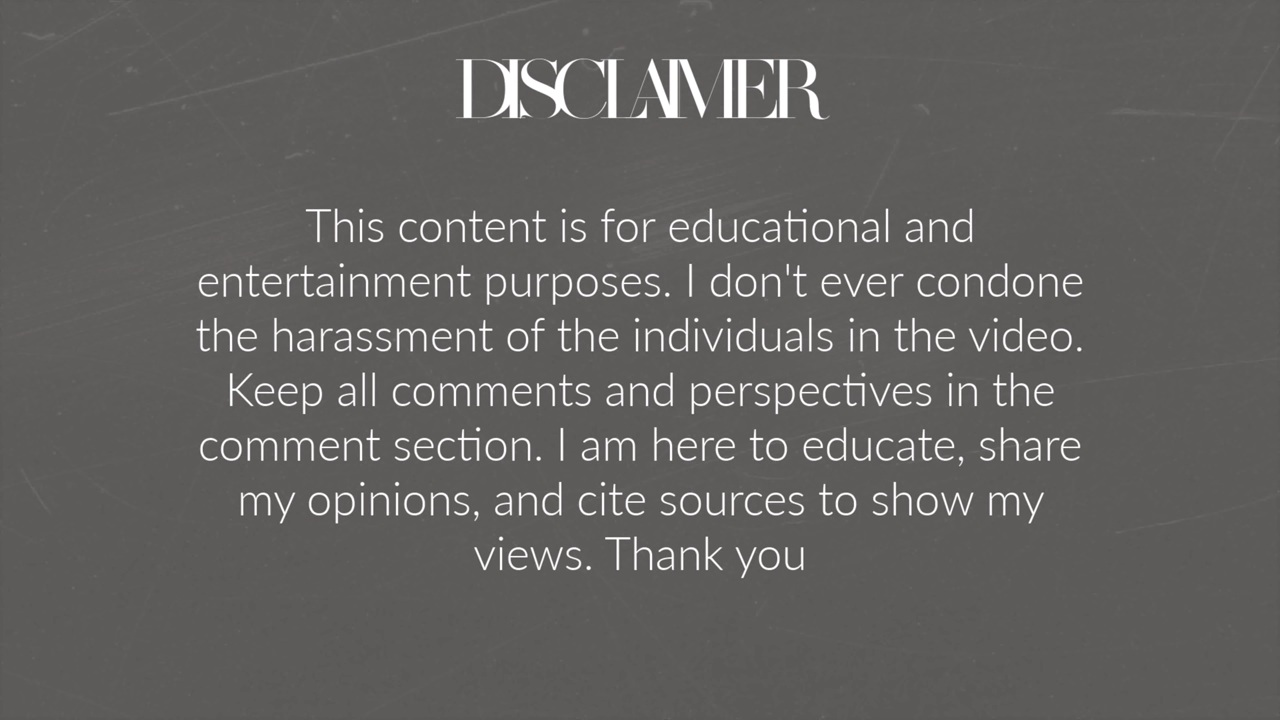 DISCLAIMER
This content is for educational and
entertainment purposes. I don't ever condone
the harassment of the individuals in the video.
Keep all comments and perspectives in the
comment section. I am here to educate, share
my opinions, and cite sources to show my
views. Thank you